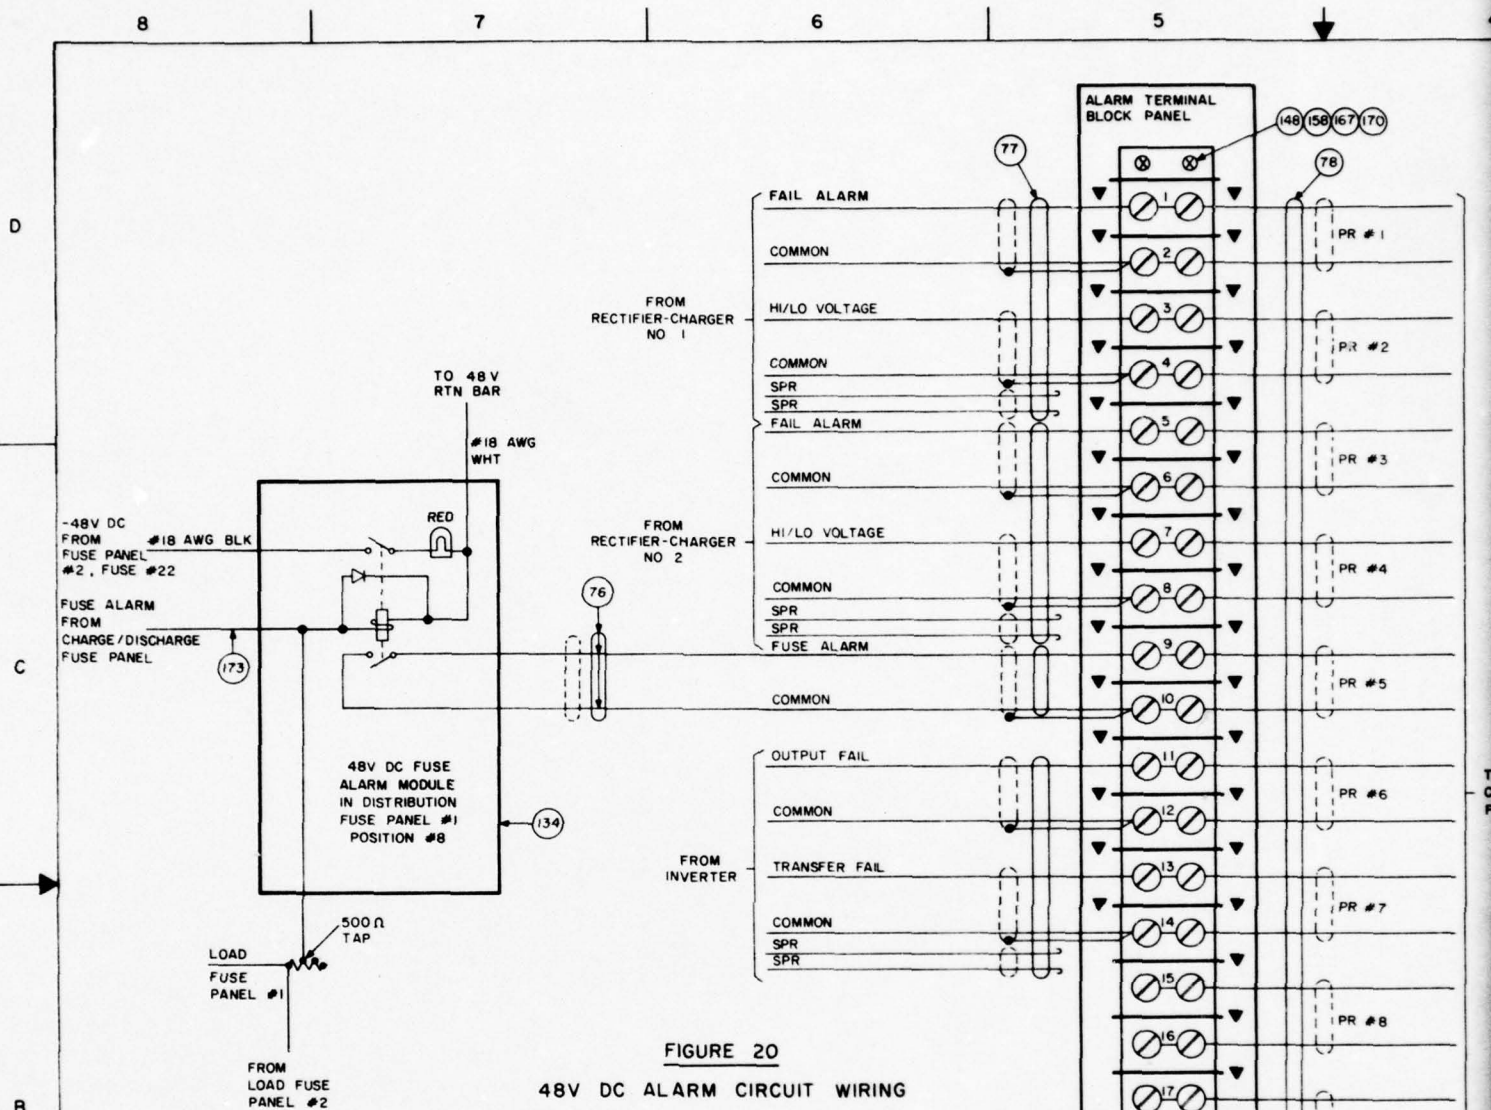 8
7
6
5
D
C
B
ALARM TERMINAL
BLOCK PANEL
148
158
167
170
77
78
FAIL ALARM
COMMON
HI/LO VOLTAGE
COMMON
SPR
SPR
FROM
RECTIFIER-CHARGER
NO 1
FAIL ALARM
COMMON
HI/LO VOLTAGE
COMMON
SPR
SPR
FROM
RECTIFIER-CHARGER
NO 2
FUSE ALARM
COMMON
OUTPUT FAIL
COMMON
TRANSFER FAIL
COMMON
SPR
SPR
FROM
INVERTER
1
2
3
4
5
6
7
8
9
10
11
12
13
14
15
16
17
PR #1
PR #2
PR #3
PR #4
PR #5
PR #6
PR #7
PR #8
TO 48V
RTN BAR
#18 AWG
WHT
-48V DC
FROM
FUSE PANEL
#2, FUSE #22
#18 AWG BLK
RED
FUSE ALARM
FROM
CHARGE/DISCHARGE
FUSE PANEL
173
76
48V DC FUSE
ALARM MODULE
IN DISTRIBUTION
FUSE PANEL #1
POSITION #8
134
500Ω
TAP
LOAD
FUSE
PANEL #1
FROM
LOAD FUSE
PANEL #2
FIGURE 20
48V DC ALARM CIRCUIT WIRING